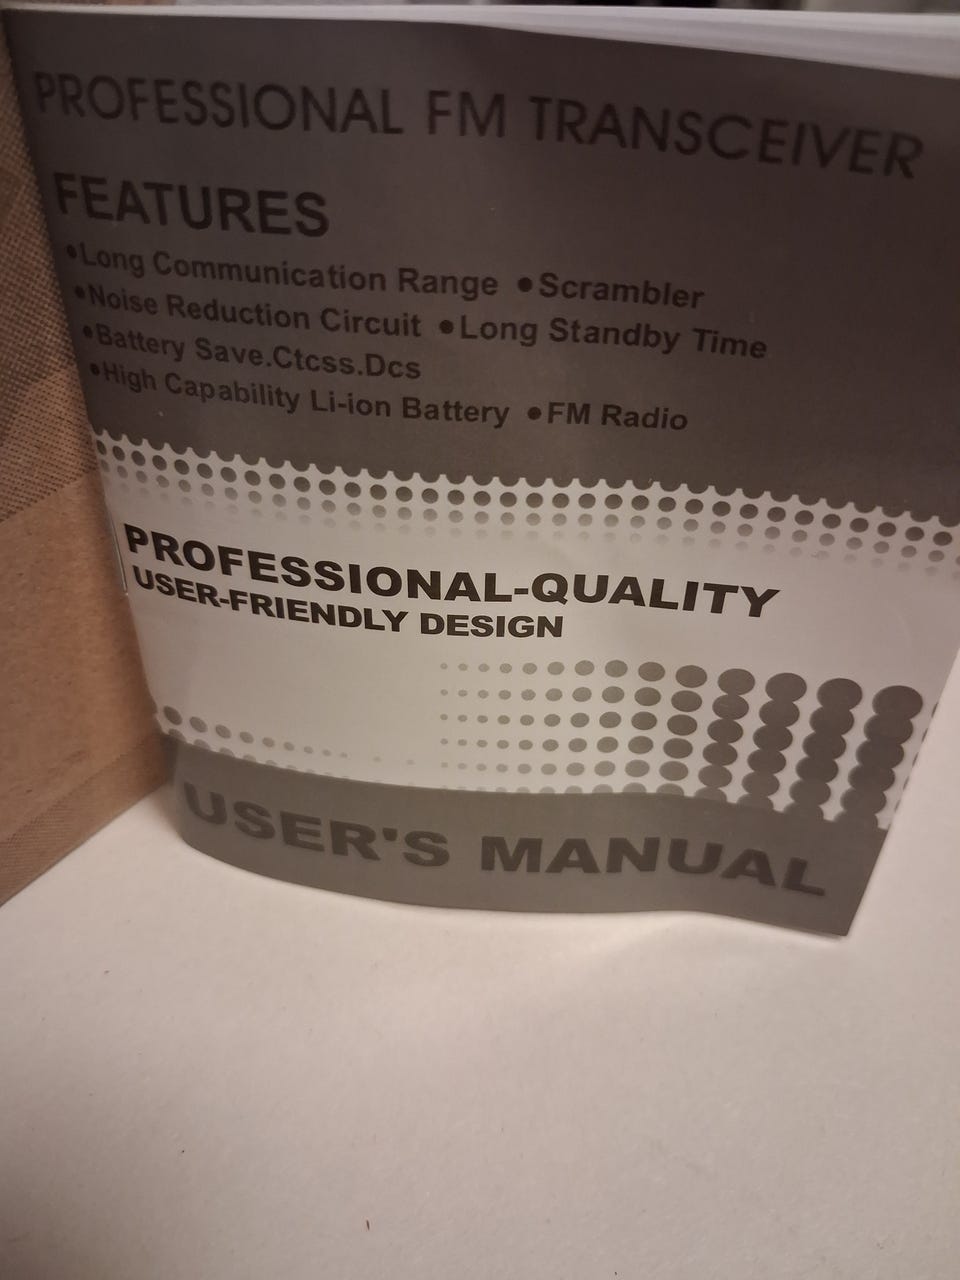 PROFESSIONAL FM TRANSCEIVER
FEATURES
•Long Communication Range •Scrambler
•Noise Reduction Circuit •Long Standby Time
•Battery Save.Ctcss.Dcs
•High Capability Li-ion Battery •FM Radio
PROFESSIONAL-QUALITY
USER-FRIENDLY DESIGN
USER'S MANUAL